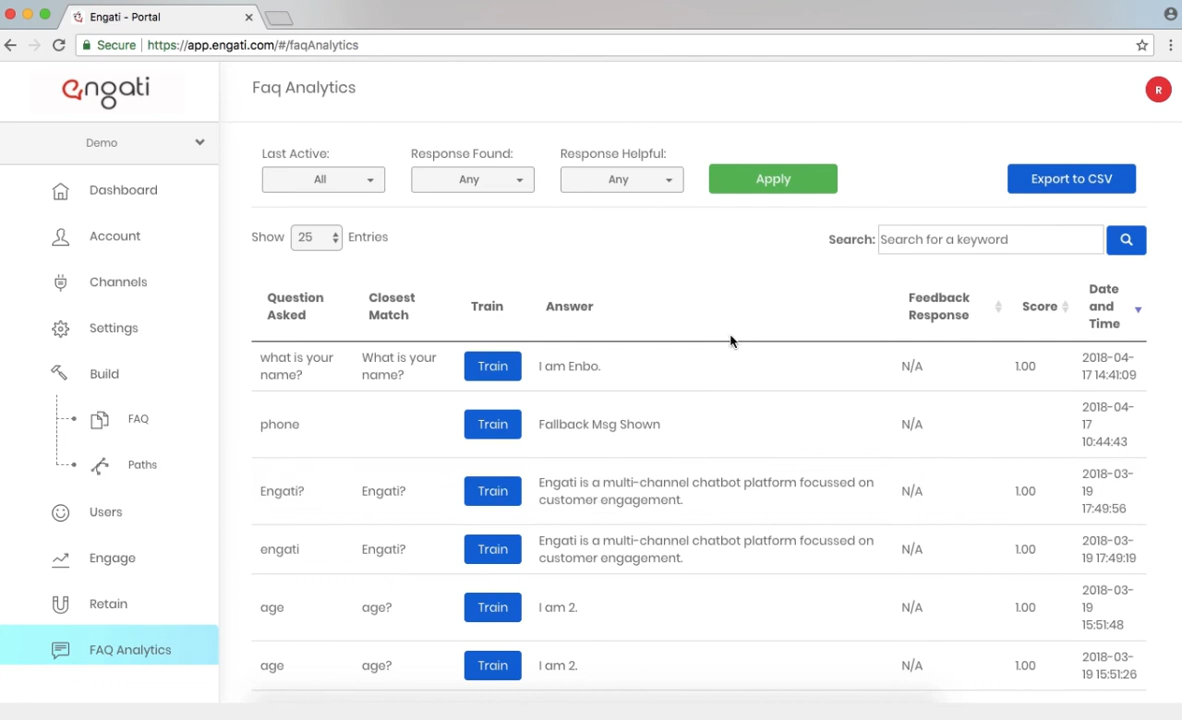 Engati - Portal
Secure https://app.engati.com/#/faqAnalytics
engati
Demo
Dashboard
Account
Channels
Settings
Build
FAQ
Paths
Users
Engage
Retain
FAQ Analytics
Faq Analytics
R
Last Active:
Response Found:
Response Helpful:
All
Any
Any
Apply
Export to CSV
Show 25 Entries
Search: Search for a keyword
Question
Asked
Closest
Match
Train
Answer
Feedback
Response
Score
Date
and
Time
what is your
name?
What is your
name?
Train
I am Enbo.
N/A
1.00
2018-04-
17 14:41:09
phone
Train
Fallback Msg Shown
N/A
2018-04-
17
10:44:43
Engati?
Engati?
Train
Engati is a multi-channel chatbot platform focussed on
customer engagement.
N/A
1.00
2018-03-
19
17:49:56
engati
Engati?
Train
Engati is a multi-channel chatbot platform focussed on
customer engagement.
N/A
1.00
2018-03-
19 17:49:19
age
age?
Train
I am 2.
N/A
1.00
2018-03-
19
15:51:48
age
age?
Train
I am 2.
N/A
1.00
2018-03-
19 15:51:26